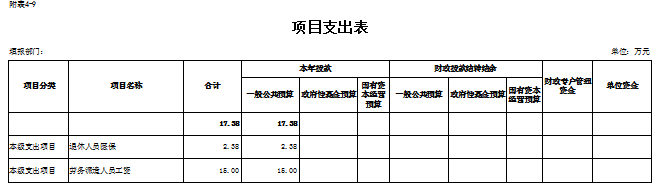 附表4-9
项目支出表
填报部门:
单位: 万元
项目分类 项目名称 合计 本年拨款 财政拨款结转结余 财政专户管理资金 单位资金
一般公共预算 政府性基金预算 国有资本经营预算 一般公共预算 政府性基金预算 国有资本经营预算
17.38 17.38
本级支出项目 退休人员医保 2.38 2.38
本级支出项目 劳务派遣人员工资 15.00 15.00